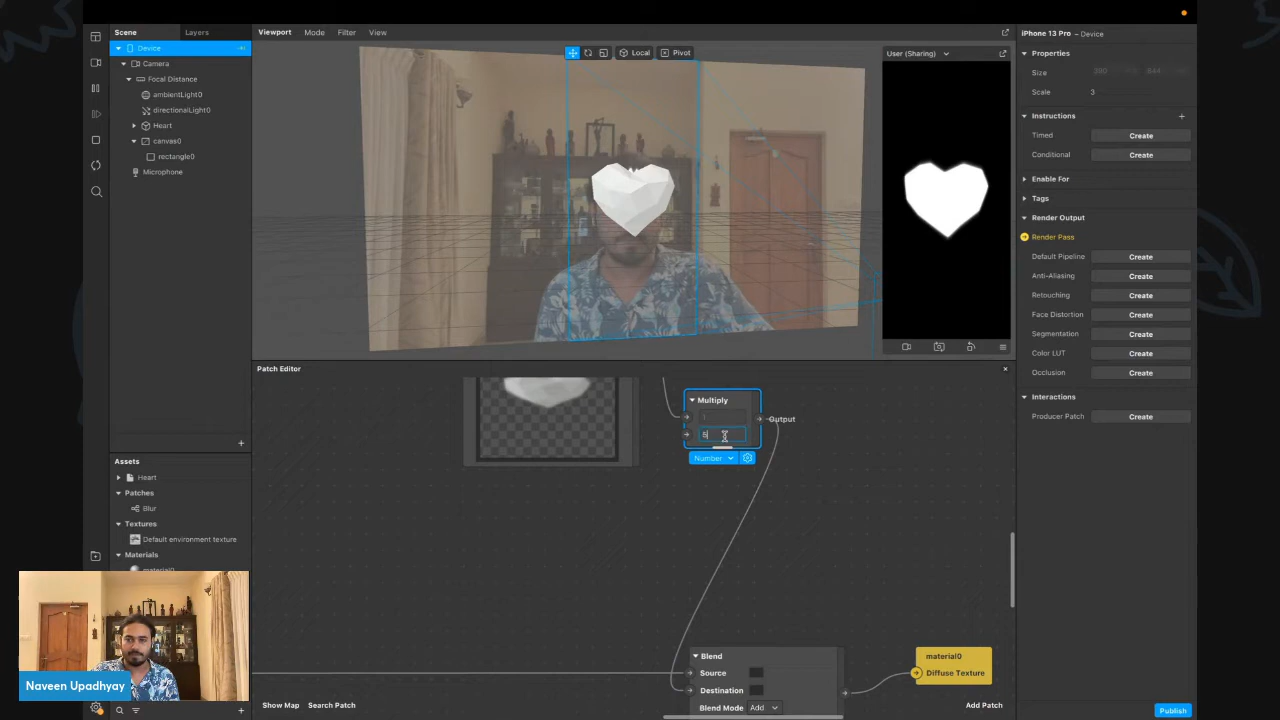 Scene
Layers
Device
Camera
Focal Distance
ambientLight0
directionalLight0
Heart
canvas0
rectangle0
Microphone
Assets
Heart
Patches
Blur
Textures
Default environment texture
Materials
Naveen Upadhyay
Viewport
Mode
Filter
View
Local
Pivot
User (Sharing)
Patch Editor
Multiply
1
Output
Number
Blend
Source
Destination
Blend Mode Add
material0
Diffuse Texture
Show Map
Search Patch
Add Patch
iPhone 13 Pro – Device
Properties
Size
Scale 3
Instructions
Timed Create
Conditional Create
Enable For
Tags
Render Output
Render Pass
Default Pipeline Create
Anti-Aliasing Create
Retouching Create
Face Distortion Create
Segmentation Create
Color LUT Create
Occlusion Create
Interactions
Producer Patch Create
Publish